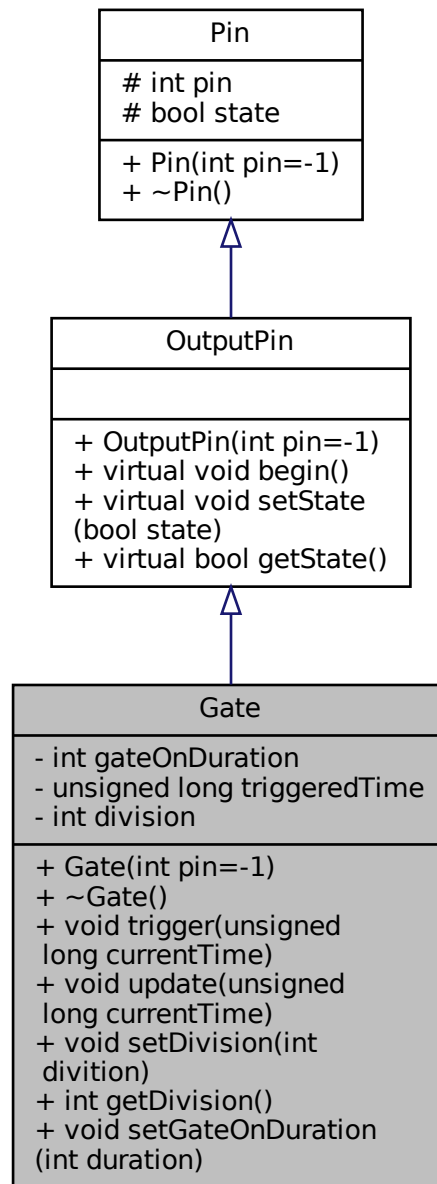 Pin
# int pin
# bool state
+ Pin(int pin=-1)
+ ~Pin()
OutputPin
+ OutputPin(int pin=-1)
+ virtual void begin()
+ virtual void setState
(bool state)
+ virtual bool getState()
Gate
- int gateOnDuration
- unsigned long triggeredTime
- int division
+ Gate(int pin=-1)
+ ~Gate()
+ void trigger(unsigned
long currentTime)
+ void update(unsigned
long currentTime)
+ void setDivision(int
divition)
+ int getDivision()
+ void setGateOnDuration
(int duration)